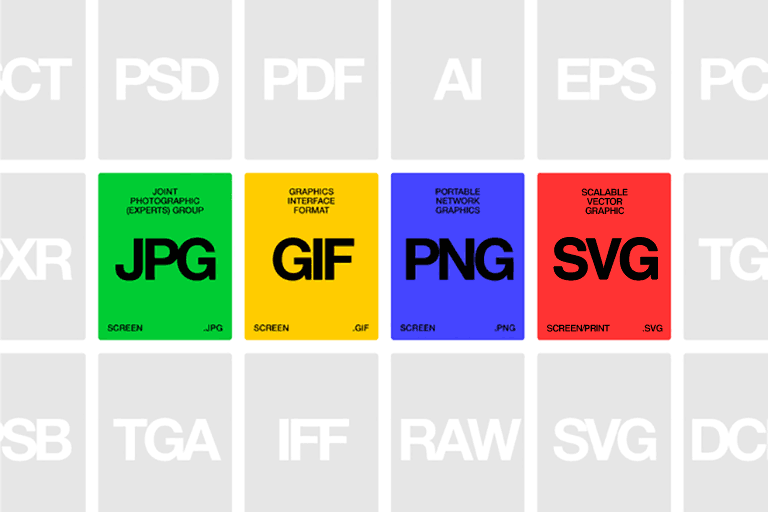 CT PSD PDF AI EPS PC
JOINT
PHOTOGRAPHIC
(EXPERTS) GROUP
JPG
SCREEN .JPG
GRAPHICS
INTERFACE
FORMAT
GIF
SCREEN .GIF
PORTABLE
NETWORK
GRAPHICS
PNG
SCREEN .PNG
SCALABLE
VECTOR
GRAPHIC
SVG
SCREEN/PRINT .SVG
XR
TG
PSB TGA IFF RAW SVG DC